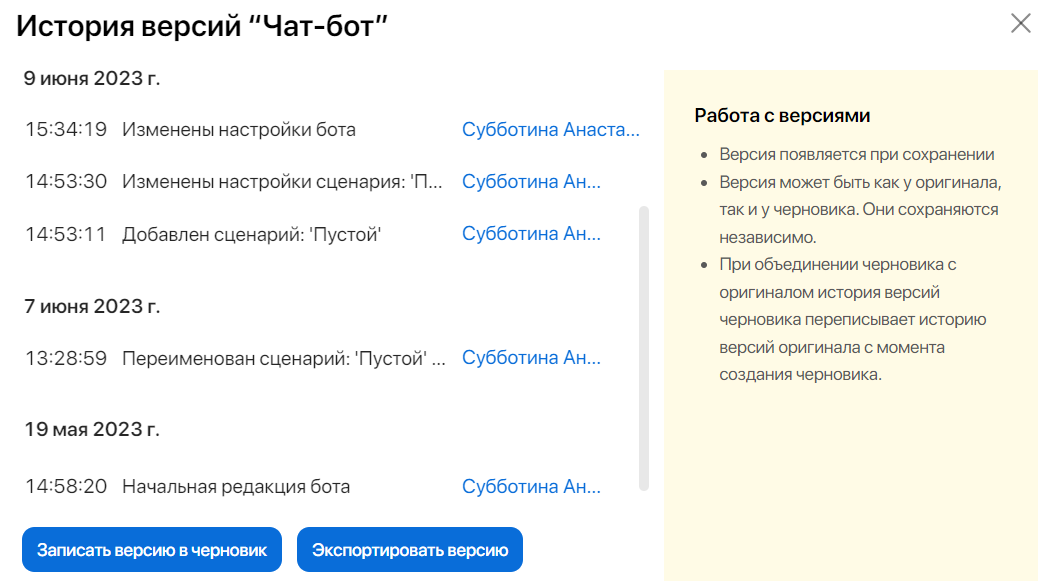 История версий “Чат-бот”
9 июня 2023 г.
15:34:19 Изменены настройки бота Субботина Анаста...
14:53:30 Изменены настройки сценария: 'П... Субботина Ан...
14:53:11 Добавлен сценарий: 'Пустой' Субботина Ан...
7 июня 2023 г.
13:28:59 Переименован сценарий: 'Пустой' ... Субботина Ан...
19 мая 2023 г.
14:58:20 Начальная редакция бота Субботина Ан...
Записать версию в черновик
Экспортировать версию
Работа с версиями
• Версия появляется при сохранении
• Версия может быть как у оригинала,
так и у черновика. Они сохраняются
независимо.
• При объединении черновика с
оригиналом история версий
черновика переписывает историю
версий оригинала с момента
создания черновика.